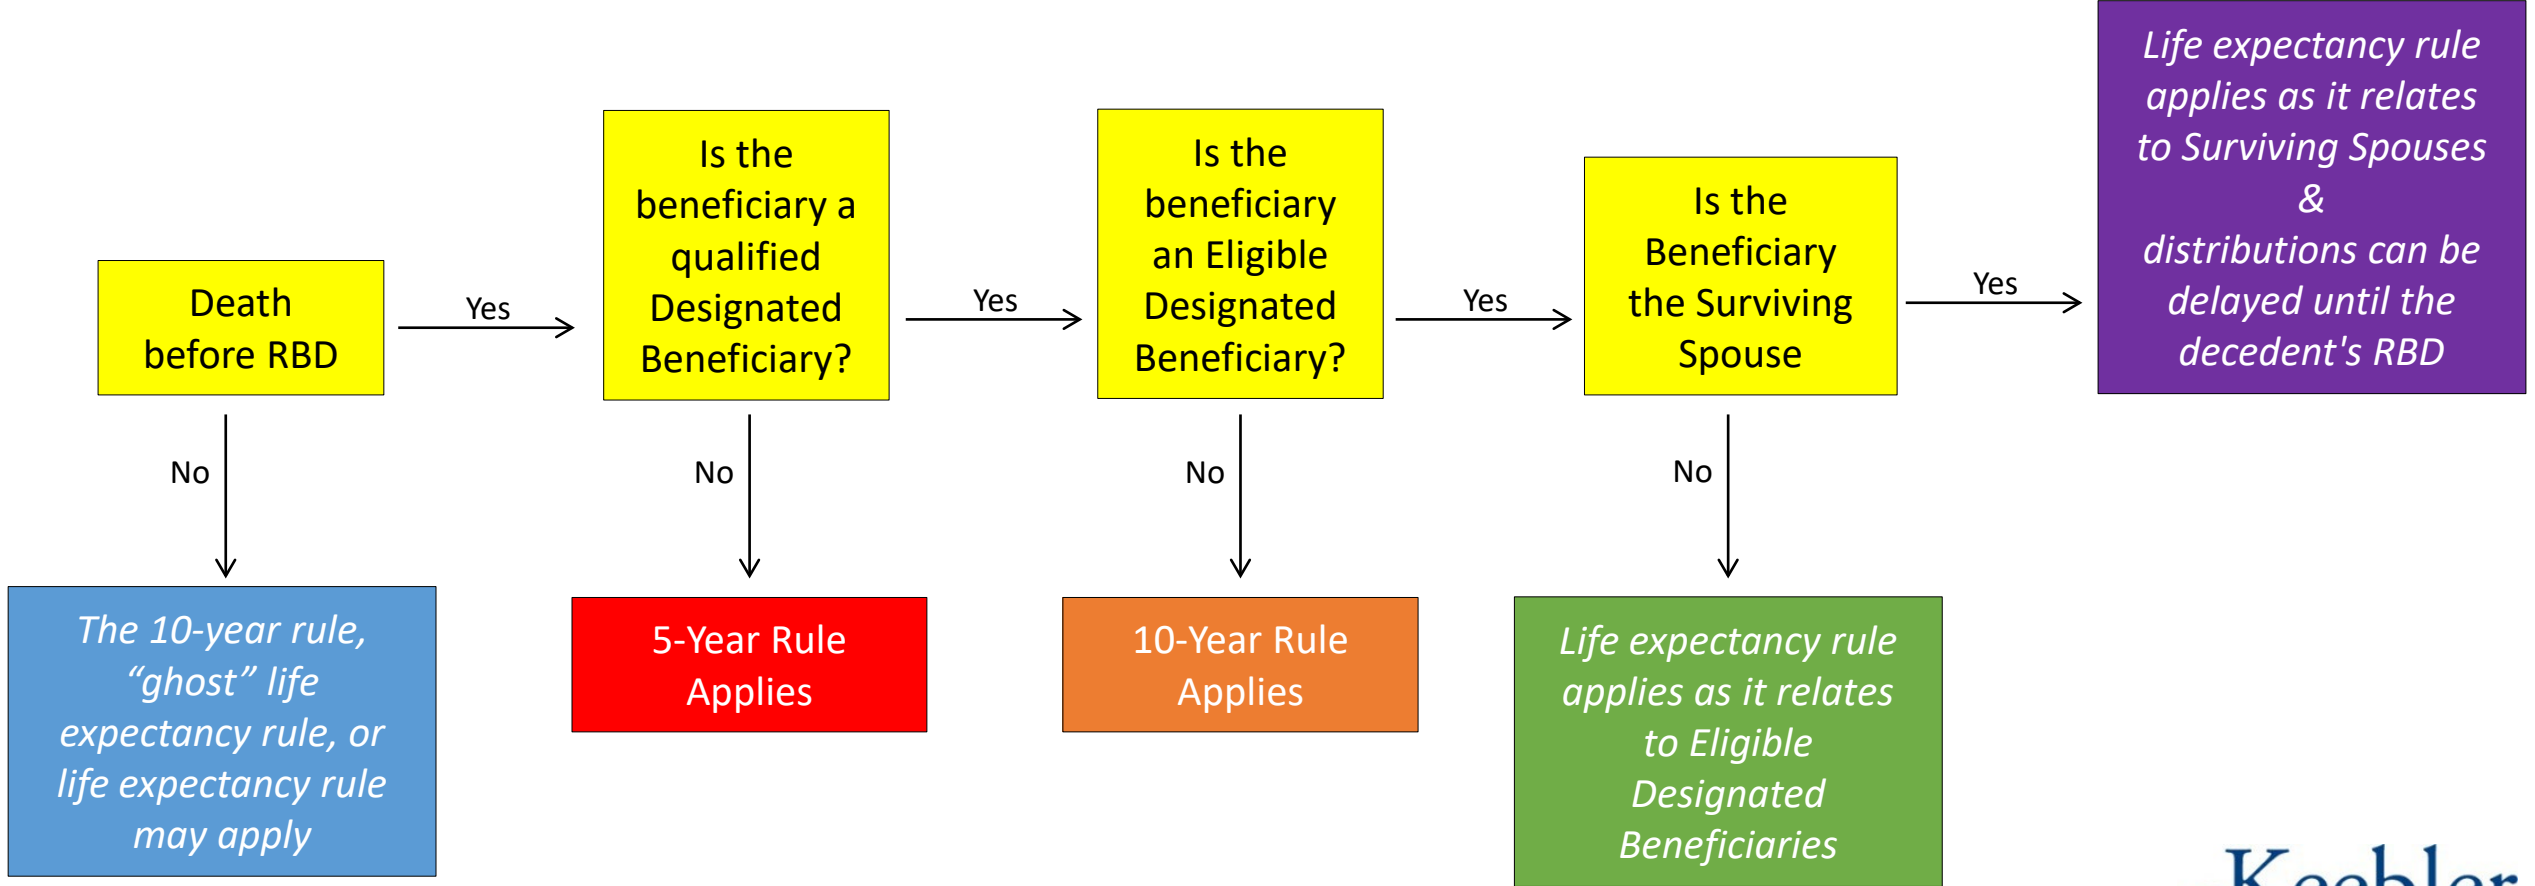 Death
before RBD
Yes
No
The 10-year rule,
“ghost” life
expectancy rule, or
life expectancy rule
may apply
Is the
beneficiary a
qualified
Designated
Beneficiary?
Yes
No
5-Year Rule
Applies
Is the
beneficiary
an Eligible
Designated
Beneficiary?
Yes
No
10-Year Rule
Applies
Is the
Beneficiary
the Surviving
Spouse
Yes
No
Life expectancy rule
applies as it relates
to Eligible
Designated
Beneficiaries
Life expectancy rule
applies as it relates
to Surviving Spouses
&
distributions can be
delayed until the
decedent's RBD
Keebler